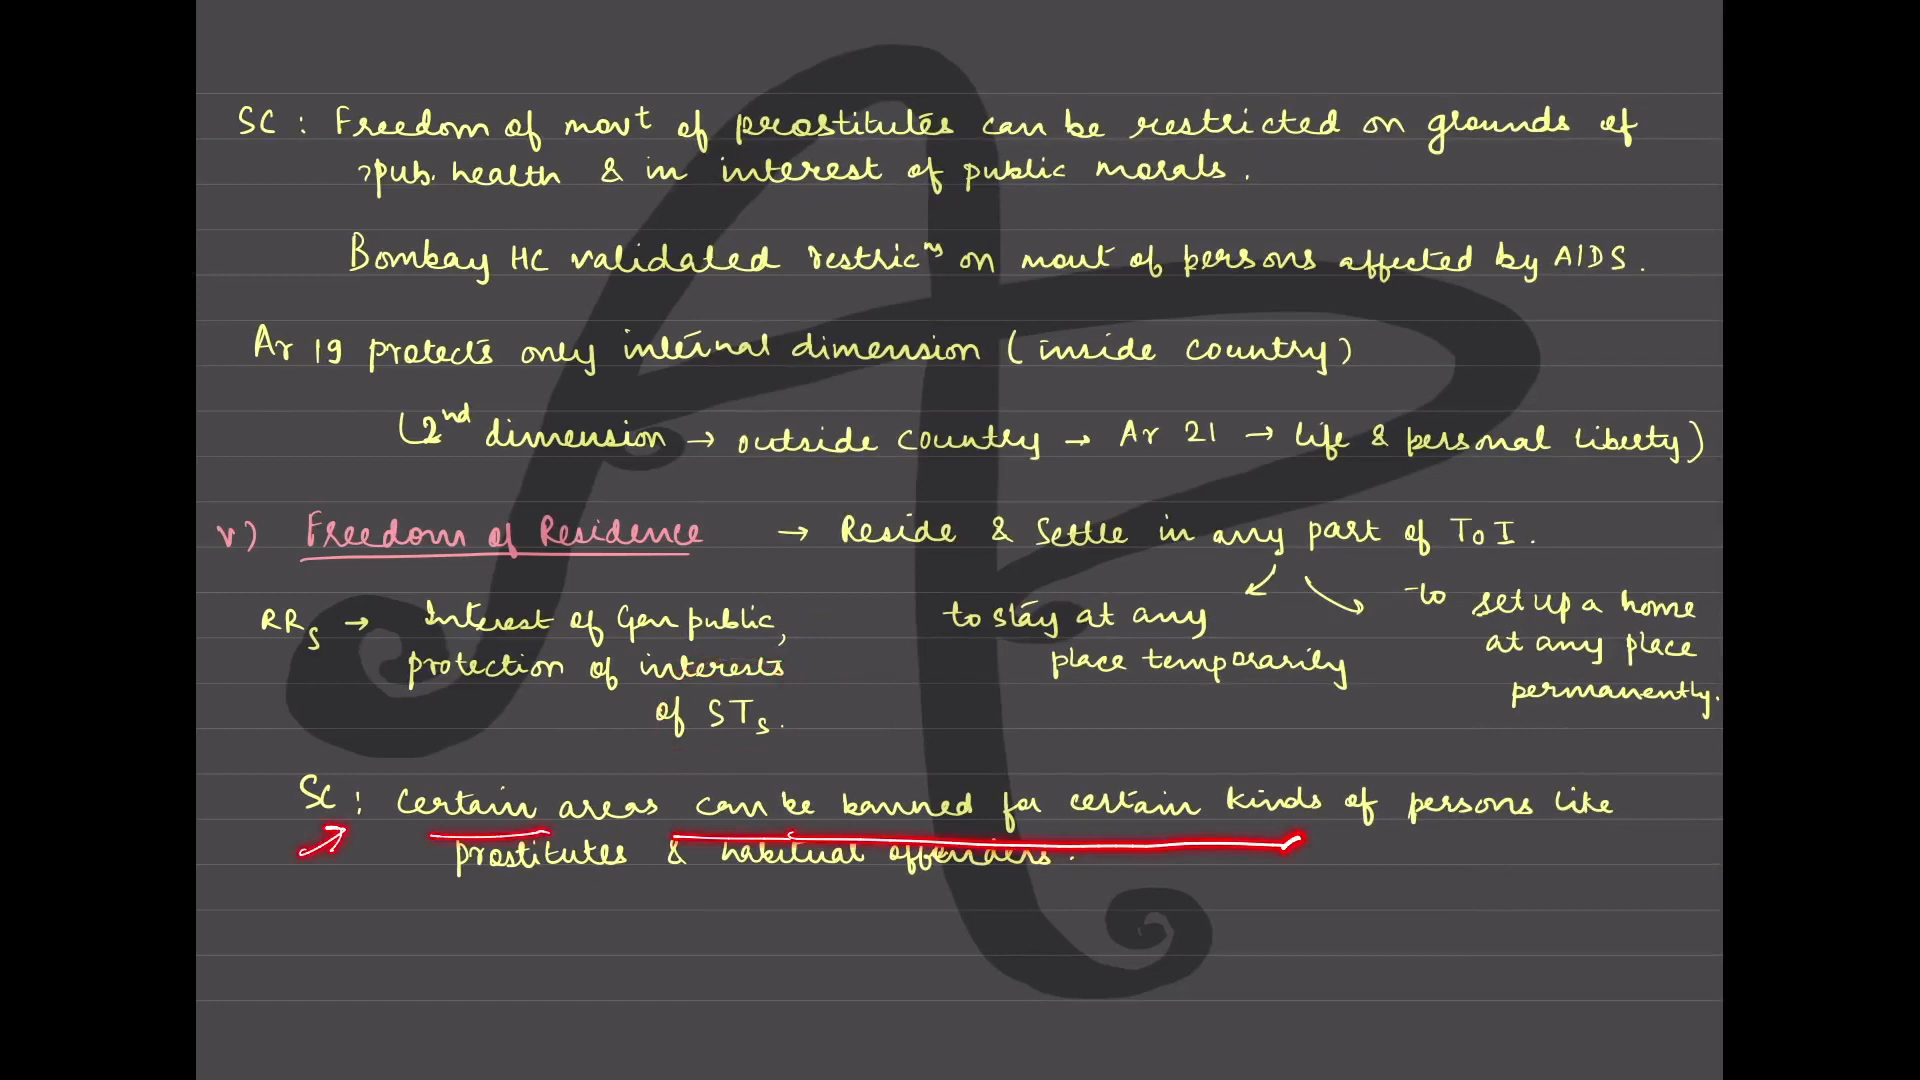 SC : Freedom of movt of prostitutes can be restricted on grounds of
pub. health & in interest of public morals.
Bombay HC validated restricns on movt of persons affected by AIDS.
Ar 19 protects only internal dimension (inside country)
(2nd dimension → outside country → Ar 21 → life & personal liberty)
v) Freedom of Residence → Reside & Settle in any part of ToI.
RRs → Interest of Gen public,
protection of interests
of STs.
to stay at any
place temporarily
to set up a home
at any place
permanently.
SC : Certain areas can be banned for certain kinds of persons like
prostitutes & habitual offenders.